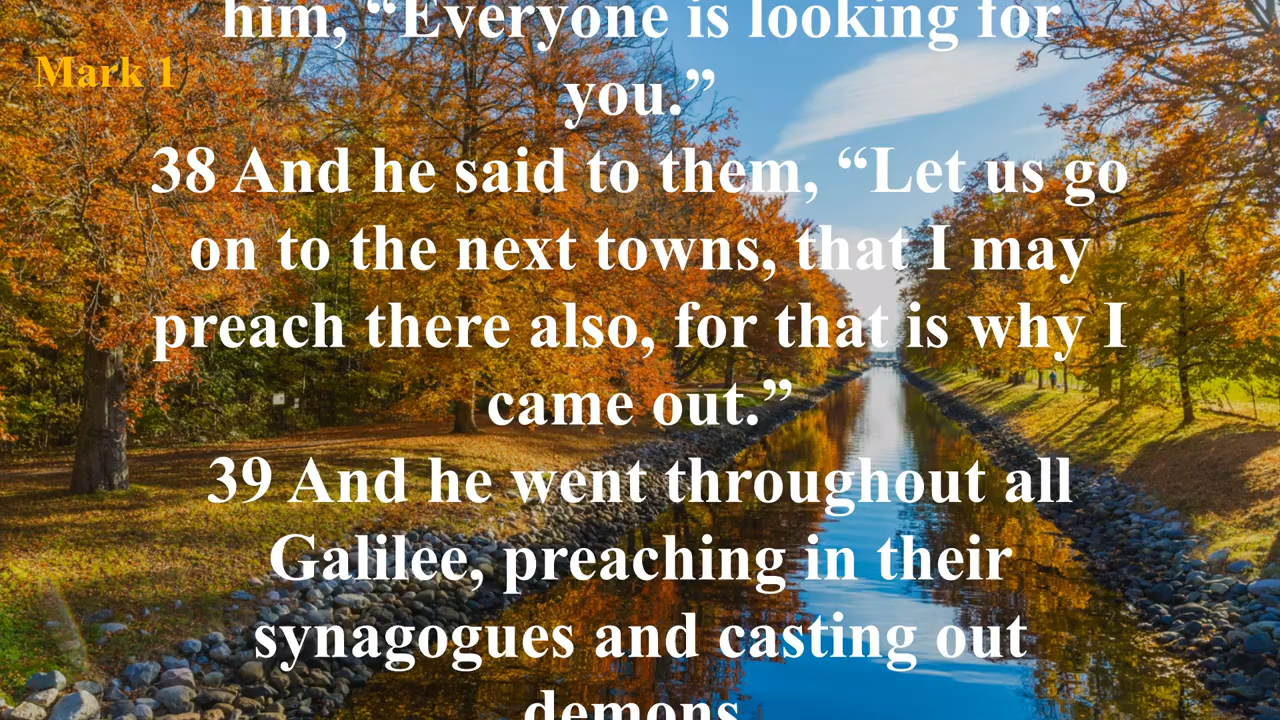 him, “Everyone is looking for
Mark 1
you.”
38 And he said to them, “Let us go
on to the next towns, that I may
preach there also, for that is why I
came out.”
39 And he went throughout all
Galilee, preaching in their
synagogues and casting out
demons